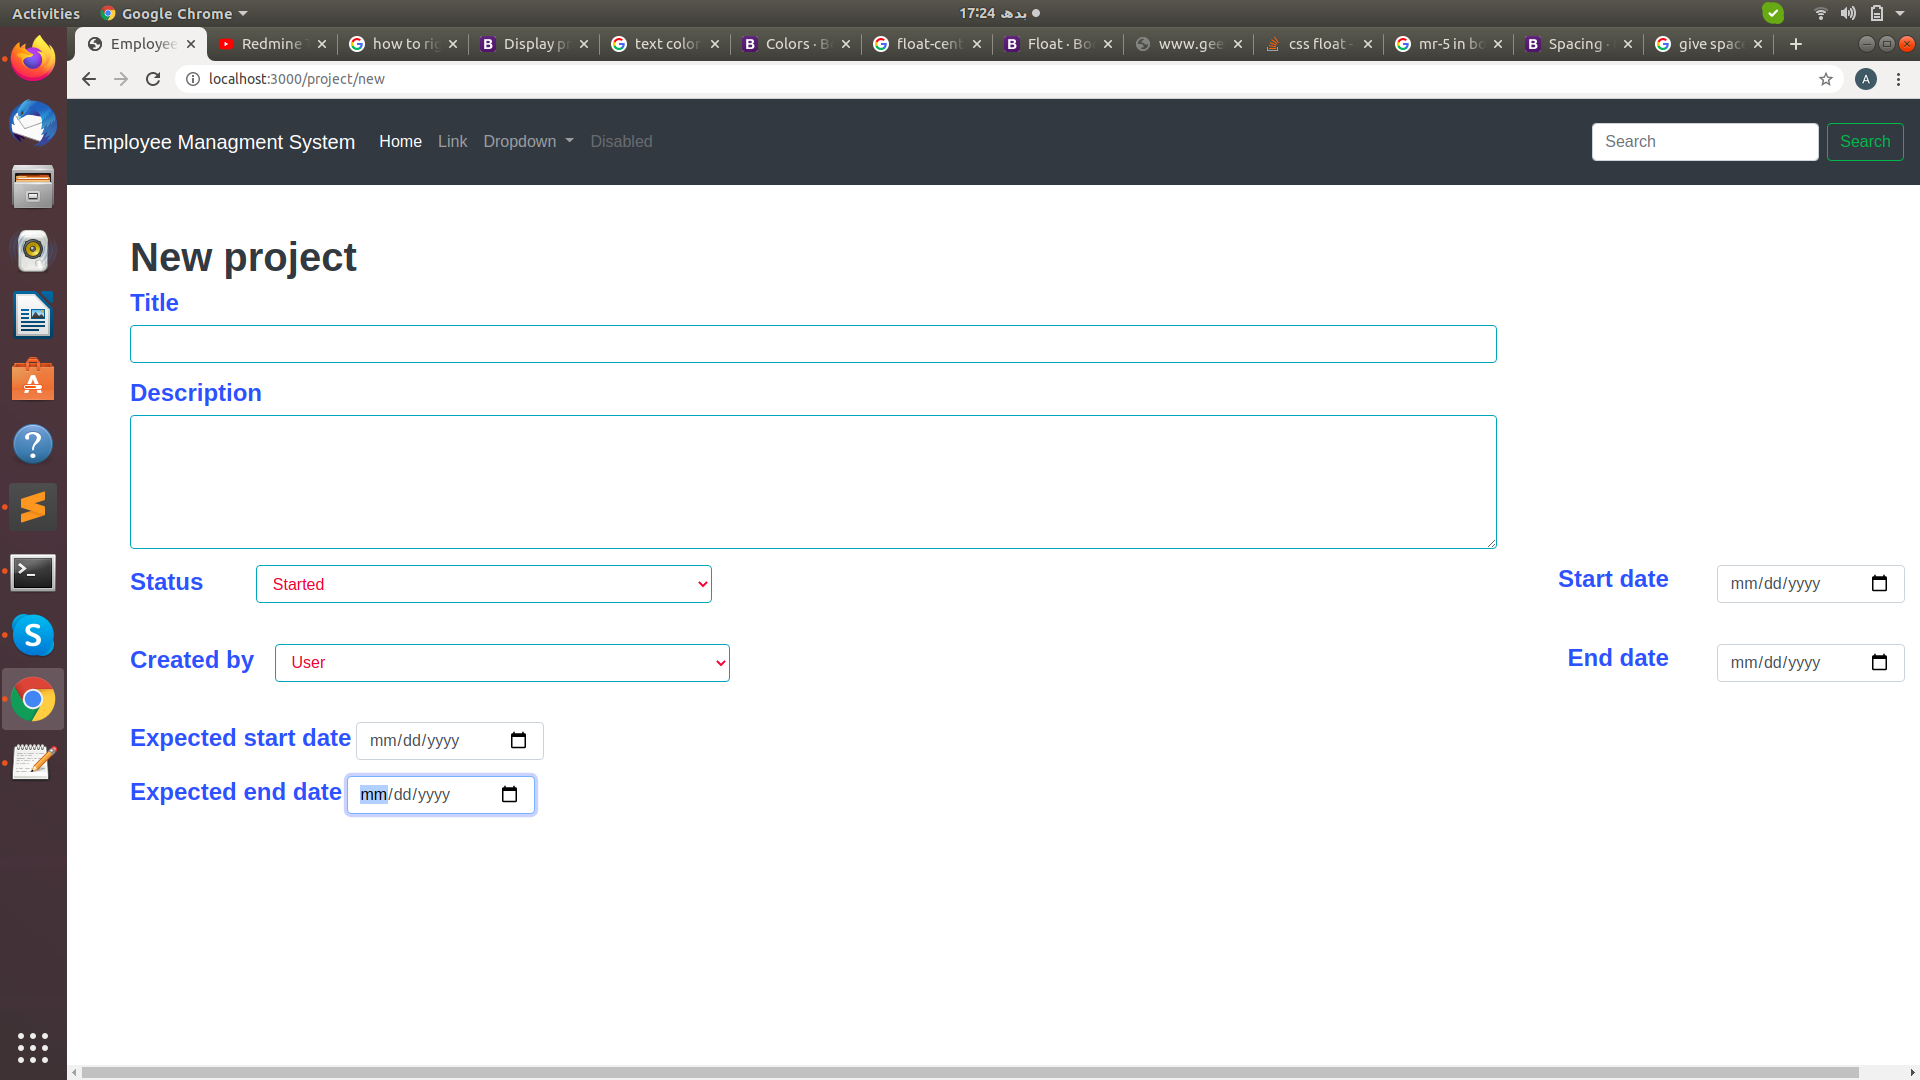 Activities Google Chrome 17:24 بدھ
Employee Redmine how to rig Display pr text color Colors · B float-cent Float · Boo www.gee css float - mr-5 in bo Spacing · give spac
localhost:3000/project/new A
Employee Managment System Home Link Dropdown Disabled Search Search
New project
Title
Description
Status Started Start date mm/dd/yyyy
Created by User End date mm/dd/yyyy
Expected start date mm/dd/yyyy
Expected end date mm/dd/yyyy